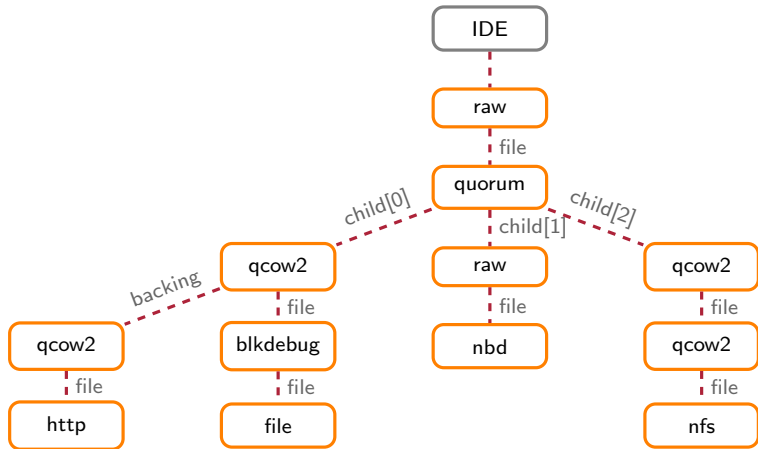 IDE
raw
file
quorum
child[0]
child[1]
child[2]
qcow2
raw
qcow2
backing
file
file
file
qcow2
blkdebug
nbd
qcow2
file
file
file
http
file
nfs